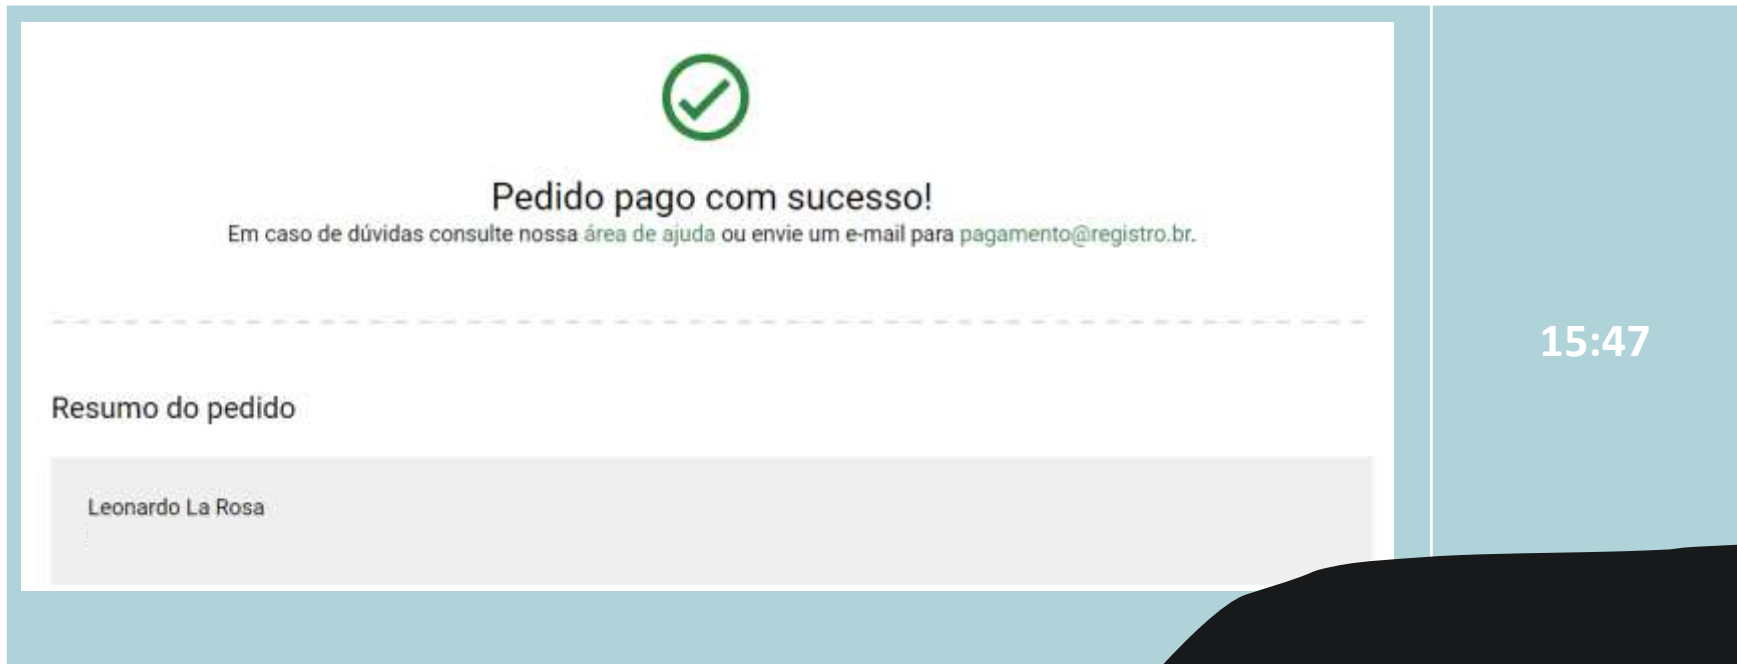 Pedido pago com sucesso!
Em caso de dúvidas consulte nossa área de ajuda ou envie um e-mail para pagamento@registro.br.
15:47
Resumo do pedido
Leonardo La Rosa